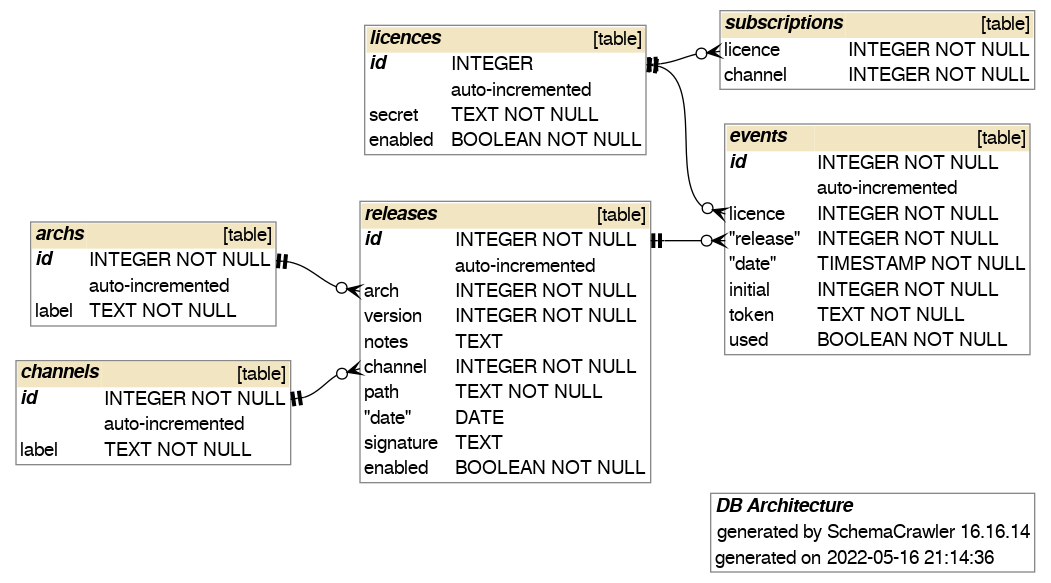 licences [table]
id INTEGER
auto-incremented
secret TEXT NOT NULL
enabled BOOLEAN NOT NULL
subscriptions [table]
licence INTEGER NOT NULL
channel INTEGER NOT NULL
events [table]
id INTEGER NOT NULL
auto-incremented
licence INTEGER NOT NULL
"release" INTEGER NOT NULL
"date" TIMESTAMP NOT NULL
initial INTEGER NOT NULL
token TEXT NOT NULL
used BOOLEAN NOT NULL
releases [table]
id INTEGER NOT NULL
auto-incremented
arch INTEGER NOT NULL
version INTEGER NOT NULL
notes TEXT
channel INTEGER NOT NULL
path TEXT NOT NULL
"date" DATE
signature TEXT
enabled BOOLEAN NOT NULL
archs [table]
id INTEGER NOT NULL
auto-incremented
label TEXT NOT NULL
channels [table]
id INTEGER NOT NULL
auto-incremented
label TEXT NOT NULL
DB Architecture
generated by SchemaCrawler 16.16.14
generated on 2022-05-16 21:14:36